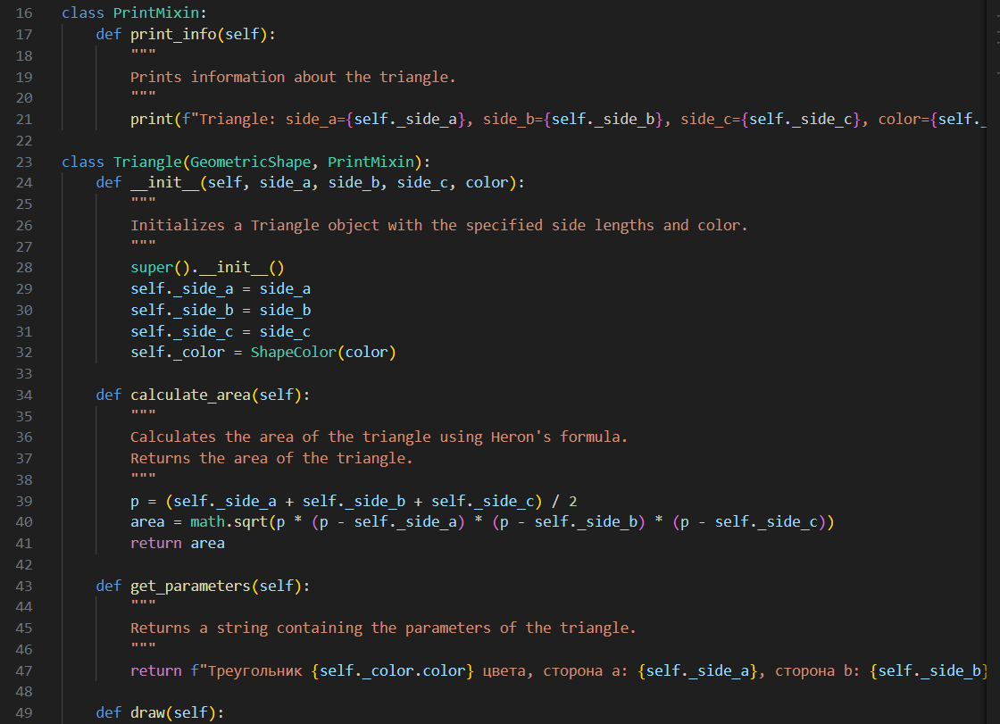 16 class PrintMixin:
17     def print_info(self):
18         """
19         Prints information about the triangle.
20         """
21         print(f"Triangle: side_a={self._side_a}, side_b={self._side_b}, side_c={self._side_c}, color={self._
22
23 class Triangle(GeometricShape, PrintMixin):
24     def __init__(self, side_a, side_b, side_c, color):
25         """
26         Initializes a Triangle object with the specified side lengths and color.
27         """
28         super().__init__()
29         self._side_a = side_a
30         self._side_b = side_b
31         self._side_c = side_c
32         self._color = ShapeColor(color)
33
34     def calculate_area(self):
35         """
36         Calculates the area of the triangle using Heron's formula.
37         Returns the area of the triangle.
38         """
39         p = (self._side_a + self._side_b + self._side_c) / 2
40         area = math.sqrt(p * (p - self._side_a) * (p - self._side_b) * (p - self._side_c))
41         return area
42
43     def get_parameters(self):
44         """
45         Returns a string containing the parameters of the triangle.
46         """
47         return f"Треугольник {self._color.color} цвета, сторона a: {self._side_a}, сторона b: {self._side_b}
48
49     def draw(self):